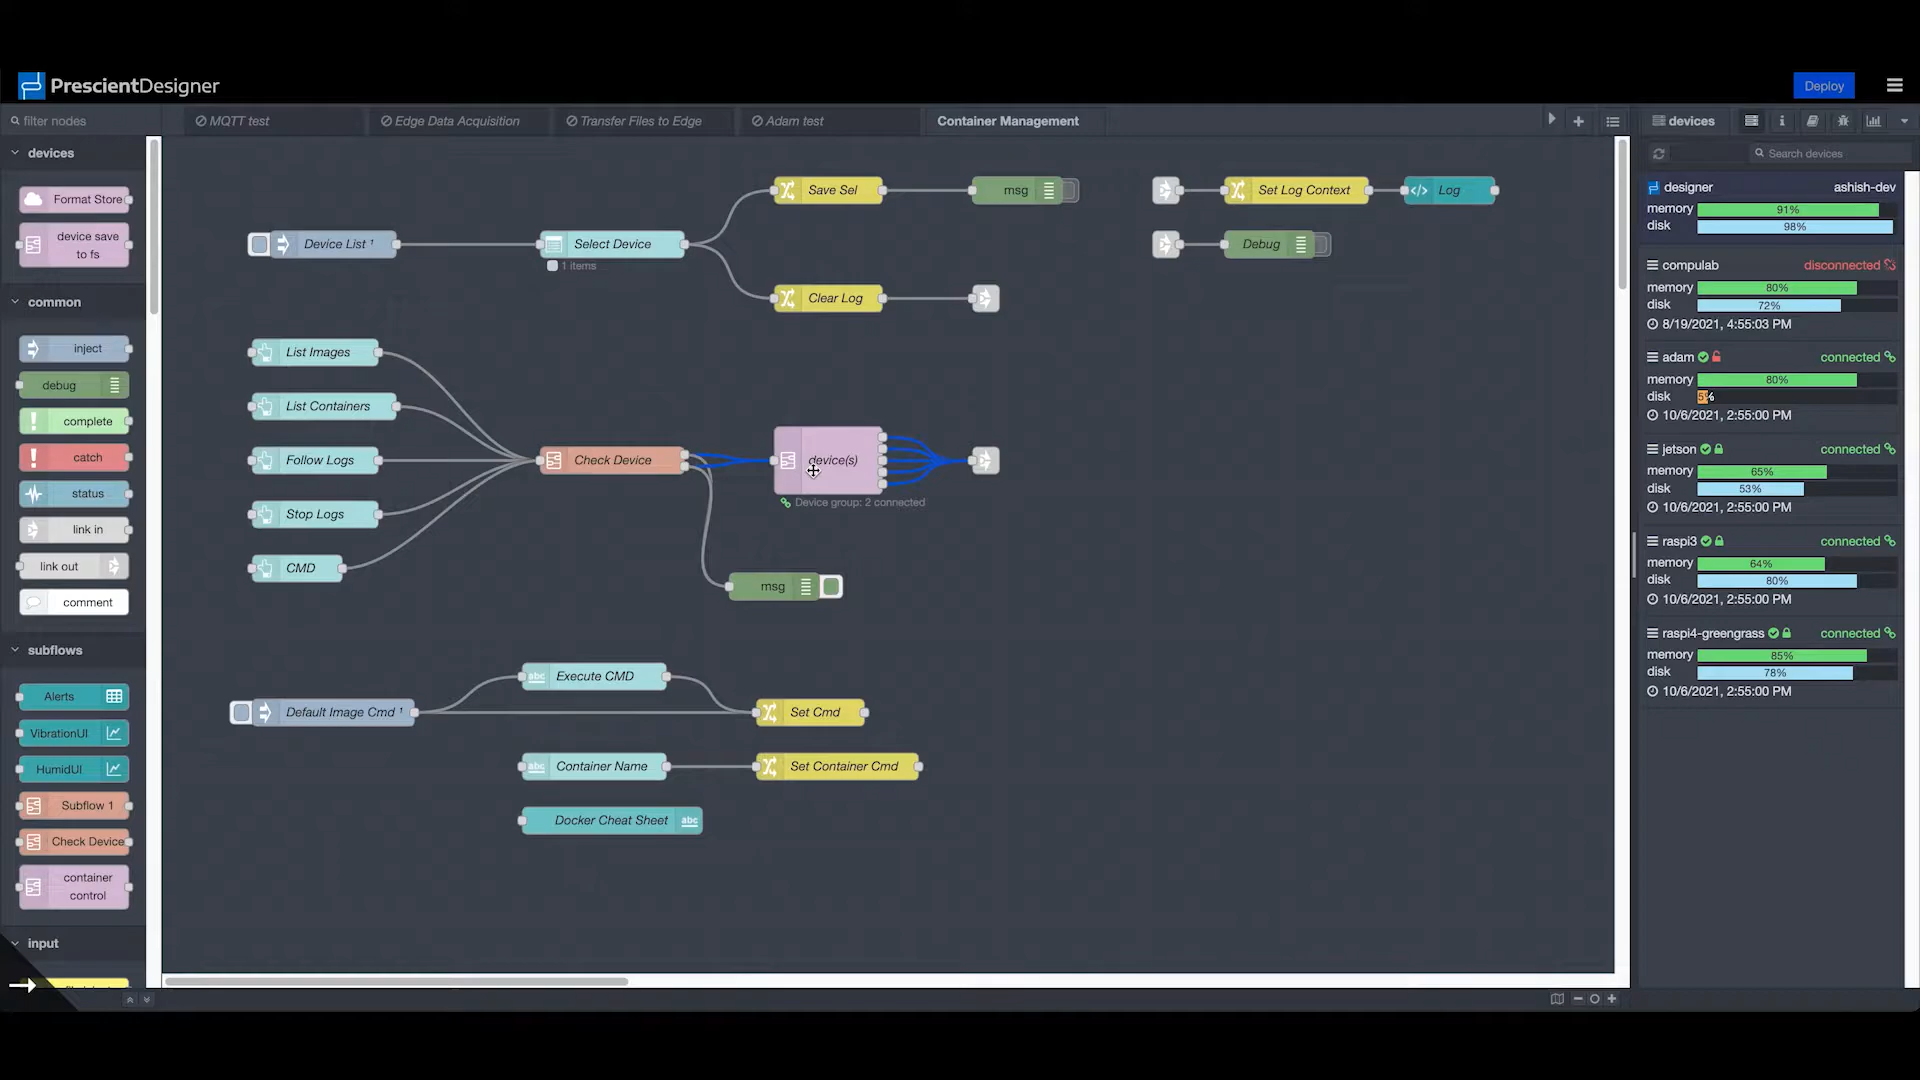 PrescientDesigner
Deploy
filter nodes
MQTT test
Edge Data Acquisition
Transfer Files to Edge
Adam test
Container Management
devices
Search devices
devices
Format Store
device save
to fs
common
inject
debug
complete
catch
status
link in
link out
comment
subflows
Alerts
VibrationUI
HumidUI
Subflow 1
Check Device
container
control
input
Device List ¹
Select Device
1 items
Save Sel
msg
Clear Log
Set Log Context
Log
Debug
List Images
List Containers
Follow Logs
Stop Logs
CMD
Check Device
device(s)
Device group: 2 connected
msg
Execute CMD
Default Image Cmd ¹
Set Cmd
abc
Container Name
Set Container Cmd
abc
Docker Cheat Sheet
abc
designer
ashish-dev
memory
91%
disk
98%
compulab
disconnected
memory
80%
disk
72%
8/19/2021, 4:55:03 PM
adam
connected
memory
80%
disk
5%
10/6/2021, 2:55:00 PM
jetson
connected
memory
65%
disk
53%
10/6/2021, 2:55:00 PM
raspi3
connected
memory
64%
disk
80%
10/6/2021, 2:55:00 PM
raspi4-greengrass
connected
memory
85%
disk
78%
10/6/2021, 2:55:00 PM